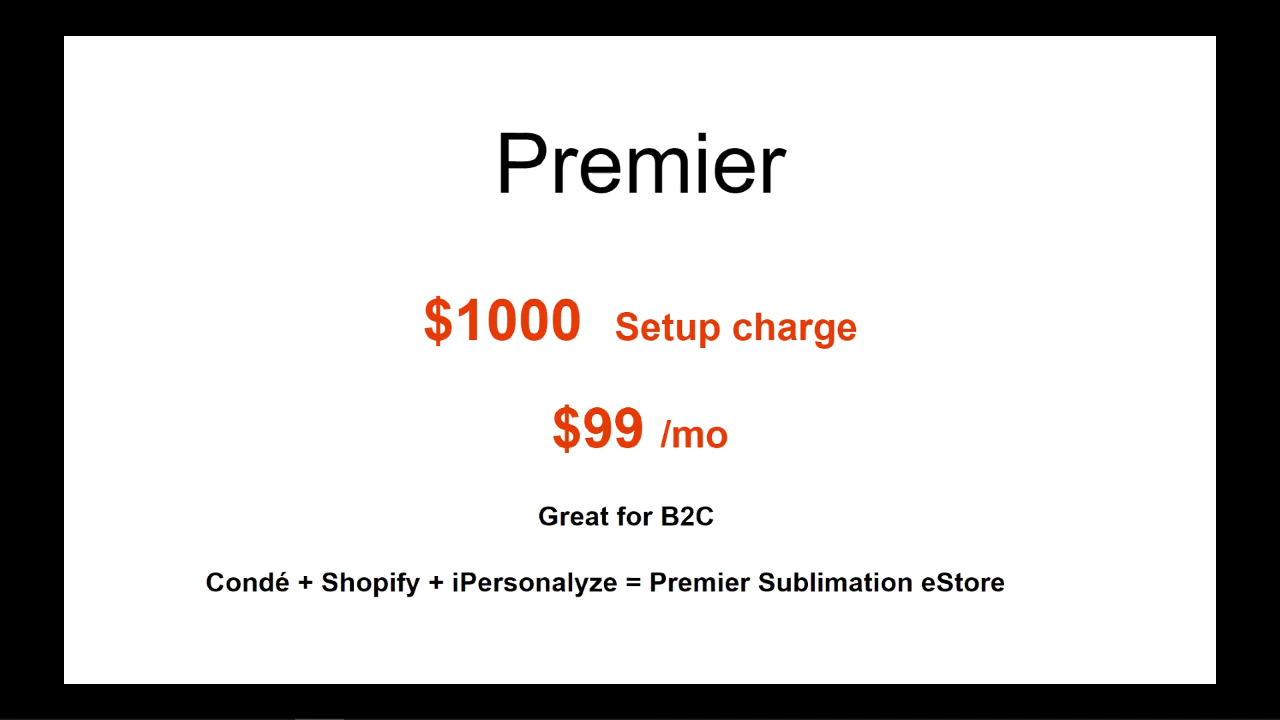 Premier
$1000 Setup charge
$99 /mo
Great for B2C
Condé + Shopify + iPersonalyze = Premier Sublimation eStore